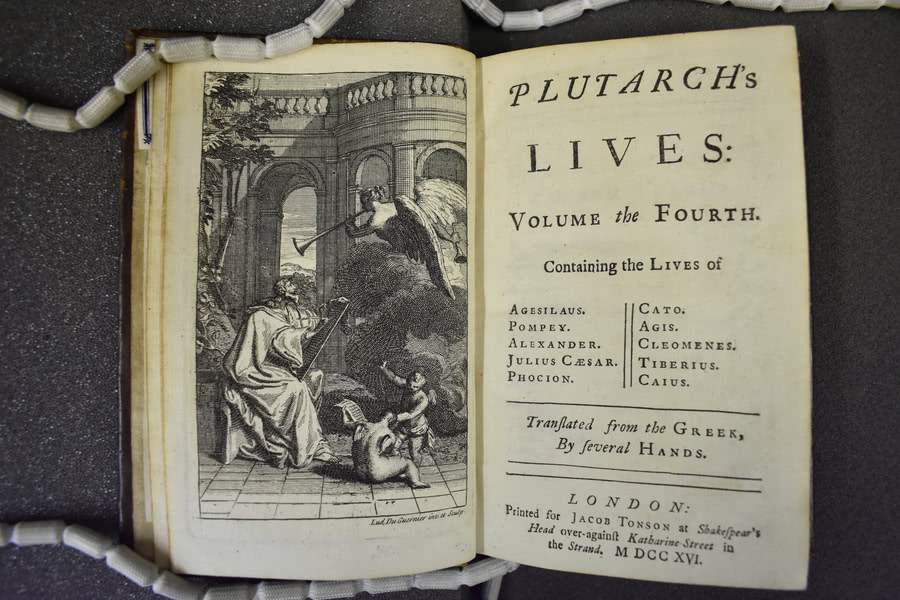 Lud. Du Guernier inv. et Sculp.
PLUTARCH's
LIVES:
VOLUME the FOURTH.
Containing the LIVES of
AGESILAUS.
POMPEY.
ALEXANDER.
JULIUS CÆSAR.
PHOCION.
CATO.
AGIS.
CLEOMENES.
TIBERIUS.
CAIUS.
Tranſlated from the GREEK,
By ſeveral HANDS.
LONDON:
Printed for JACOB TONSON at Shakeſpear's
Head over-againſt Katharine-Street in
the Strand. M DCC XVI.